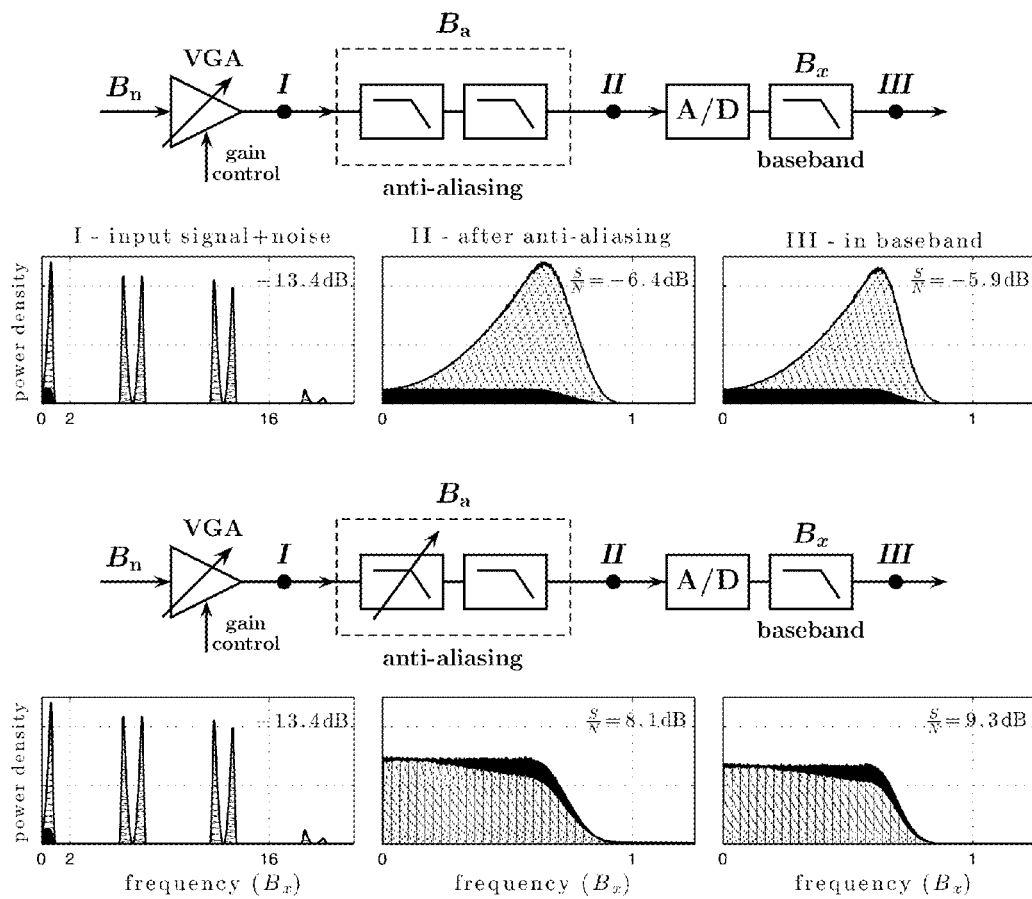 B_a
VGA
B_n
I
II
B_x
III
A/D
gain
control
anti-aliasing
baseband
I - input signal+noise
II - after anti-aliasing
III - in baseband
power density
-13.4dB
S/N=-6.4dB
S/N=-5.9dB
0 2 16
0 1
0 1
B_a
VGA
B_n
I
II
B_x
III
A/D
gain
control
anti-aliasing
baseband
power density
-13.4dB
S/N=8.1dB
S/N=9.3dB
0 2 16
0 1
0 1
frequency (B_x)
frequency (B_x)
frequency (B_x)